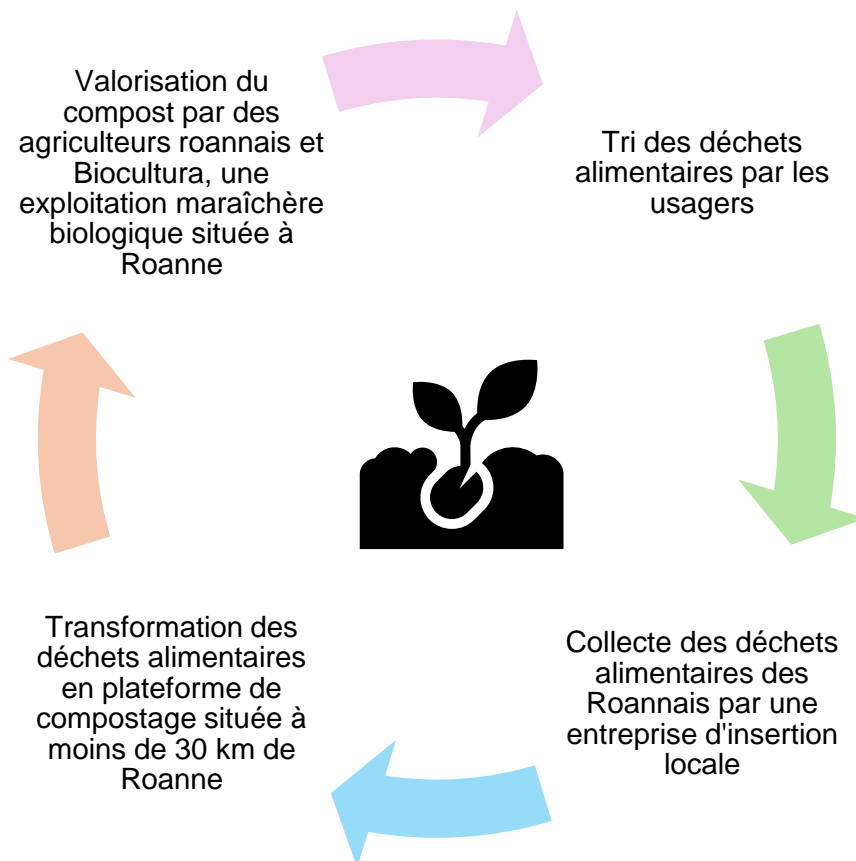 Valorisation du
compost par des
agriculteurs roannais et
Biocultura, une
exploitation maraîchère
biologique située à
Roanne
Tri des déchets
alimentaires par les
usagers
Collecte des déchets
alimentaires des
Roannais par une
entreprise d'insertion
locale
Transformation des
déchets alimentaires
en plateforme de
compostage située à
moins de 30 km de
Roanne